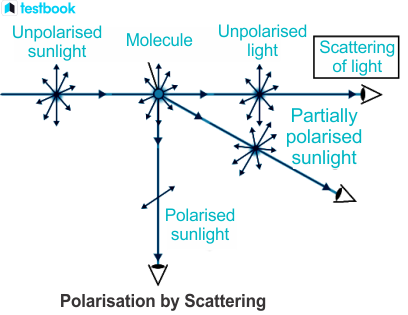 testbook
Unpolarised
sunlight
Molecule
Unpolarised
light
Scattering
of light
Partially
polarised
sunlight
Polarised
sunlight
Polarisation by Scattering